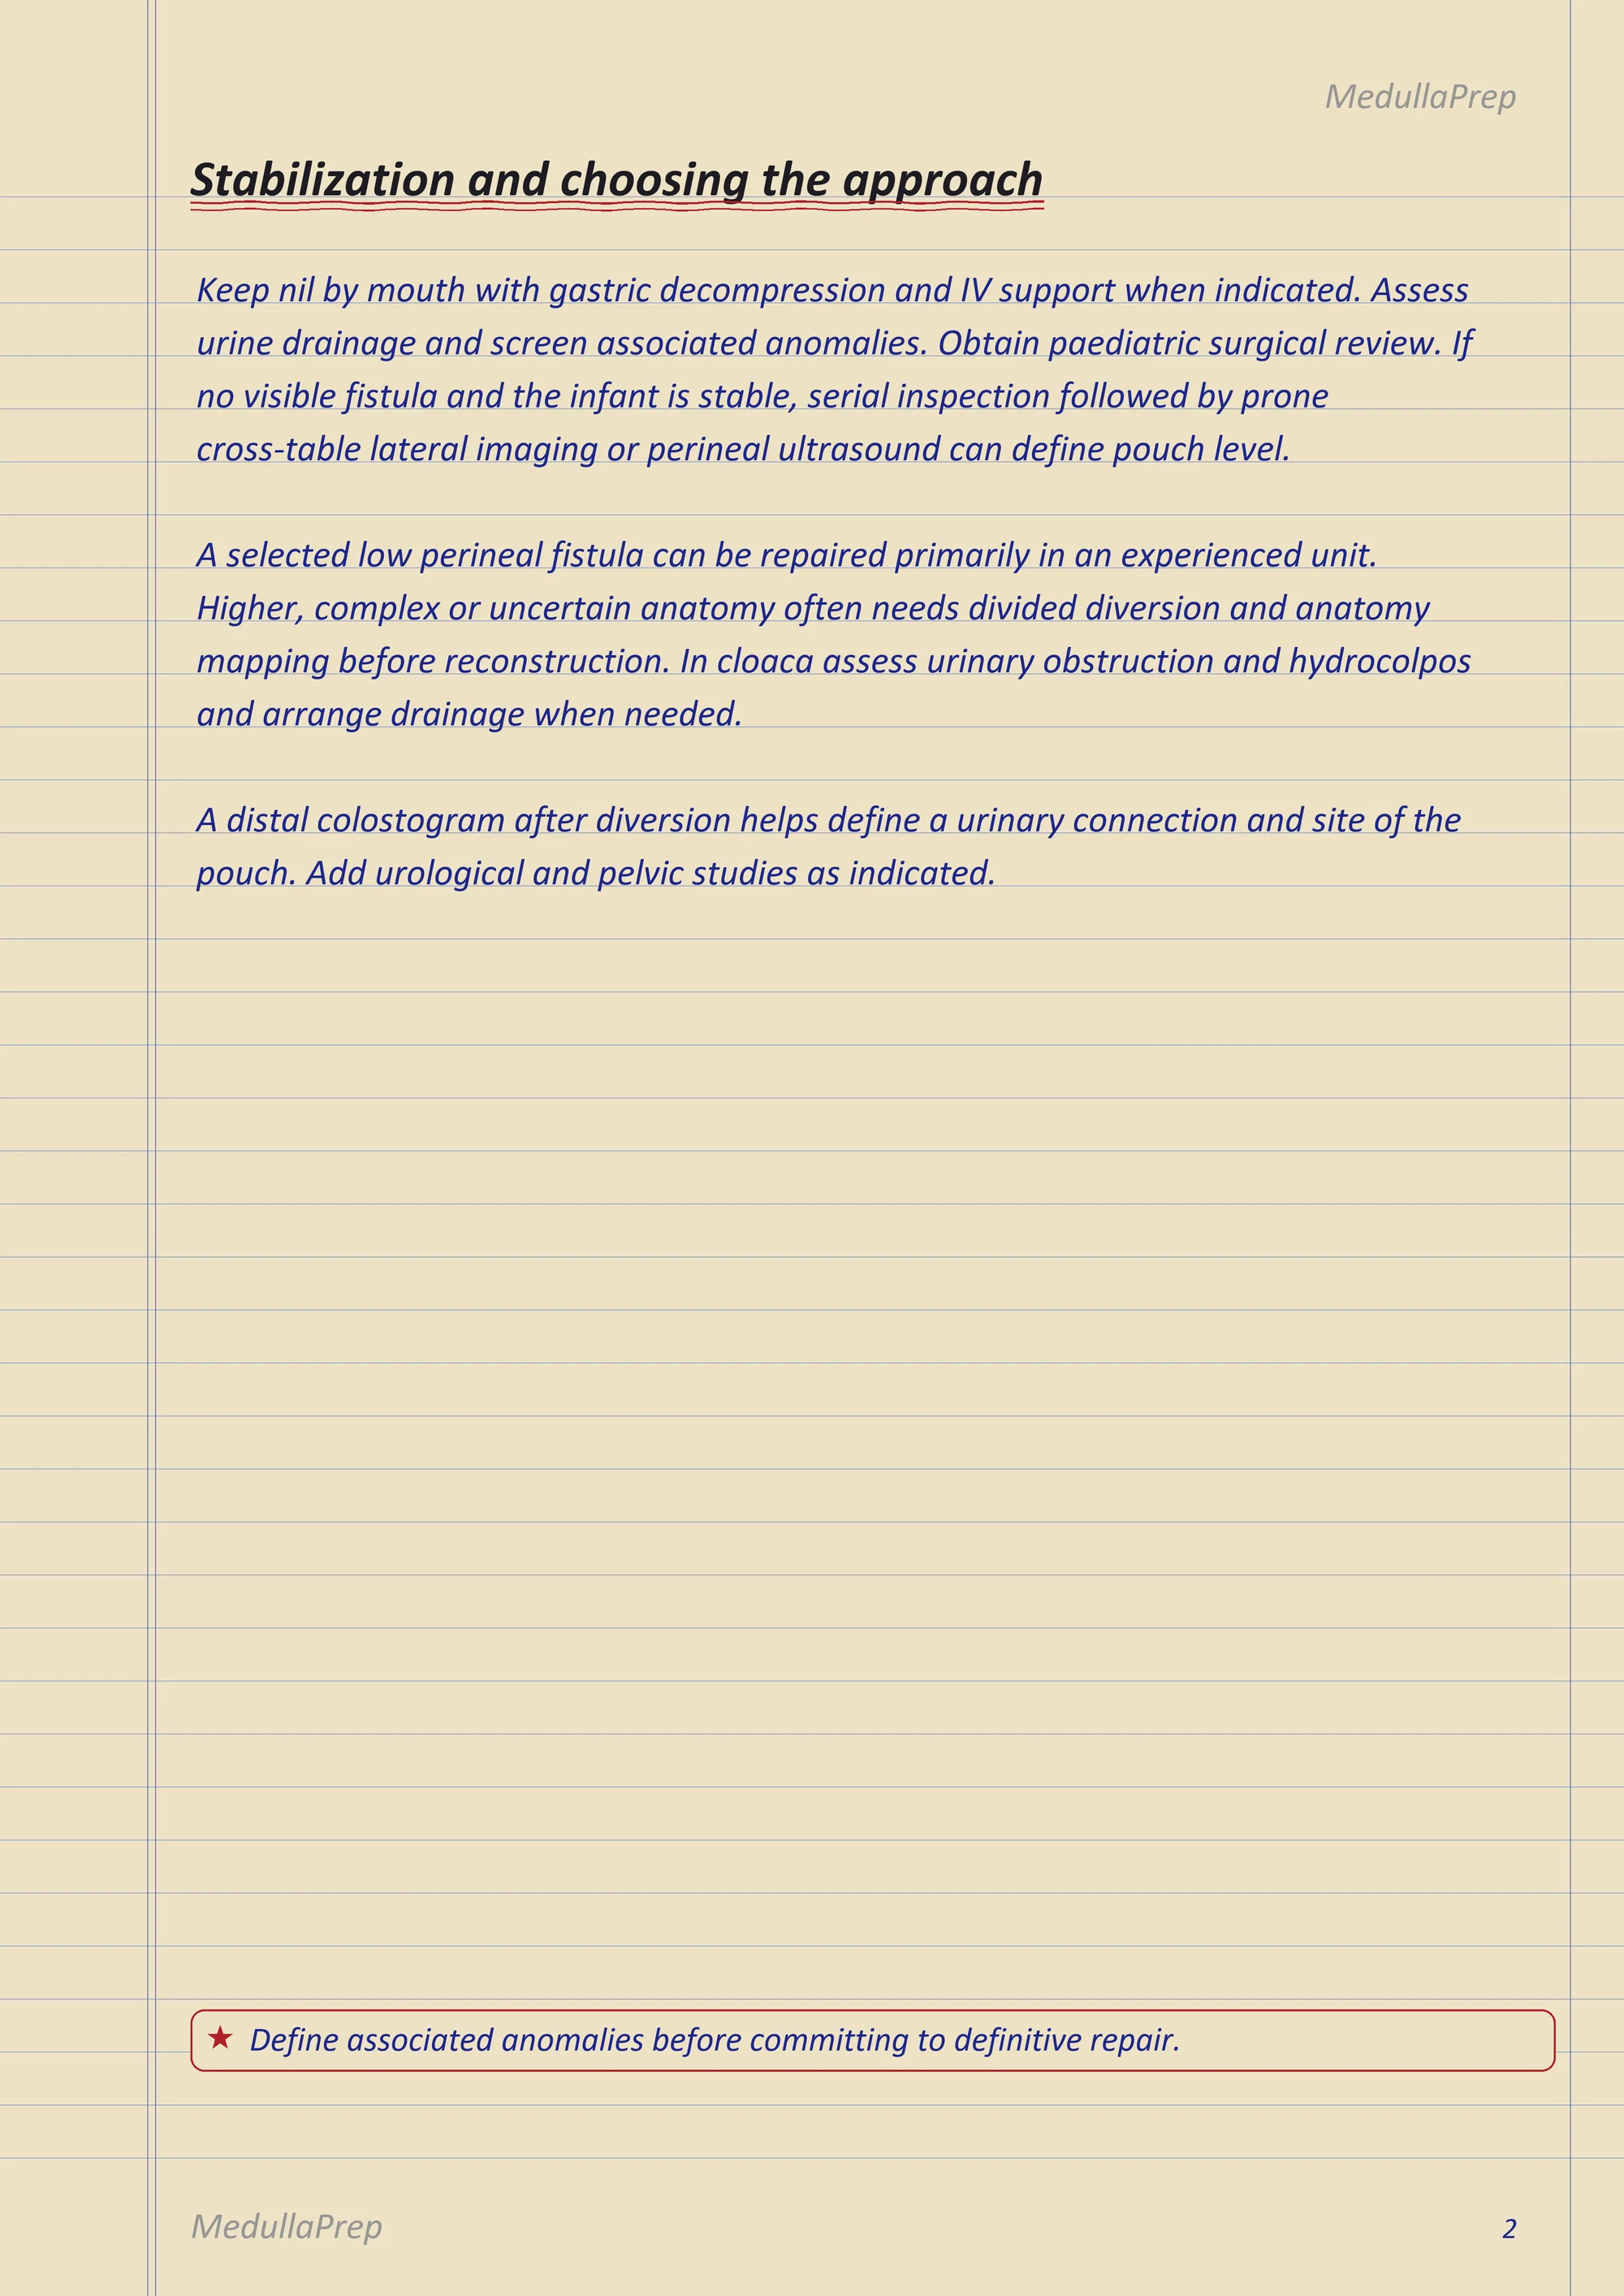 MedullaPrep
Stabilization and choosing the approach
Keep nil by mouth with gastric decompression and IV support when indicated. Assess
urine drainage and screen associated anomalies. Obtain paediatric surgical review. If
no visible fistula and the infant is stable, serial inspection followed by prone
cross-table lateral imaging or perineal ultrasound can define pouch level.
A selected low perineal fistula can be repaired primarily in an experienced unit.
Higher, complex or uncertain anatomy often needs divided diversion and anatomy
mapping before reconstruction. In cloaca assess urinary obstruction and hydrocolpos
and arrange drainage when needed.
A distal colostogram after diversion helps define a urinary connection and site of the
pouch. Add urological and pelvic studies as indicated.
★ Define associated anomalies before committing to definitive repair.
MedullaPrep
2